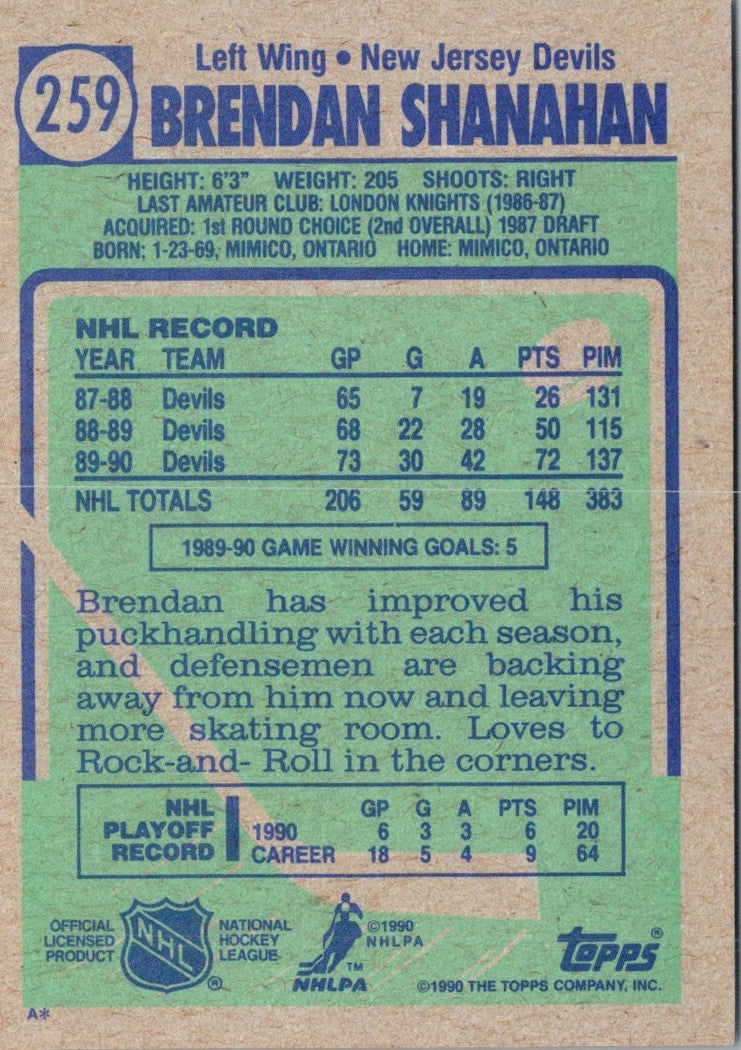 259
Left Wing • New Jersey Devils
BRENDAN SHANAHAN
HEIGHT: 6'3" WEIGHT: 205 SHOOTS: RIGHT
LAST AMATEUR CLUB: LONDON KNIGHTS (1986-87)
ACQUIRED: 1st ROUND CHOICE (2nd OVERALL) 1987 DRAFT
BORN: 1-23-69, MIMICO, ONTARIO HOME: MIMICO, ONTARIO
NHL RECORD
YEAR TEAM GP G A PTS PIM
87-88 Devils 65 7 19 26 131
88-89 Devils 68 22 28 50 115
89-90 Devils 73 30 42 72 137
NHL TOTALS 206 59 89 148 383
1989-90 GAME WINNING GOALS: 5
Brendan has improved his
puckhandling with each season,
and defensemen are backing
away from him now and leaving
more skating room. Loves to
Rock-and- Roll in the corners.
NHL GP G A PTS PIM
PLAYOFF 1990 6 3 3 6 20
RECORD CAREER 18 5 4 9 64
OFFICIAL
LICENSED
PRODUCT
NHL
®
NATIONAL
HOCKEY
LEAGUE
©1990
NHLPA
TM
NHLPA
topps®
©1990 THE TOPPS COMPANY, INC.
A*